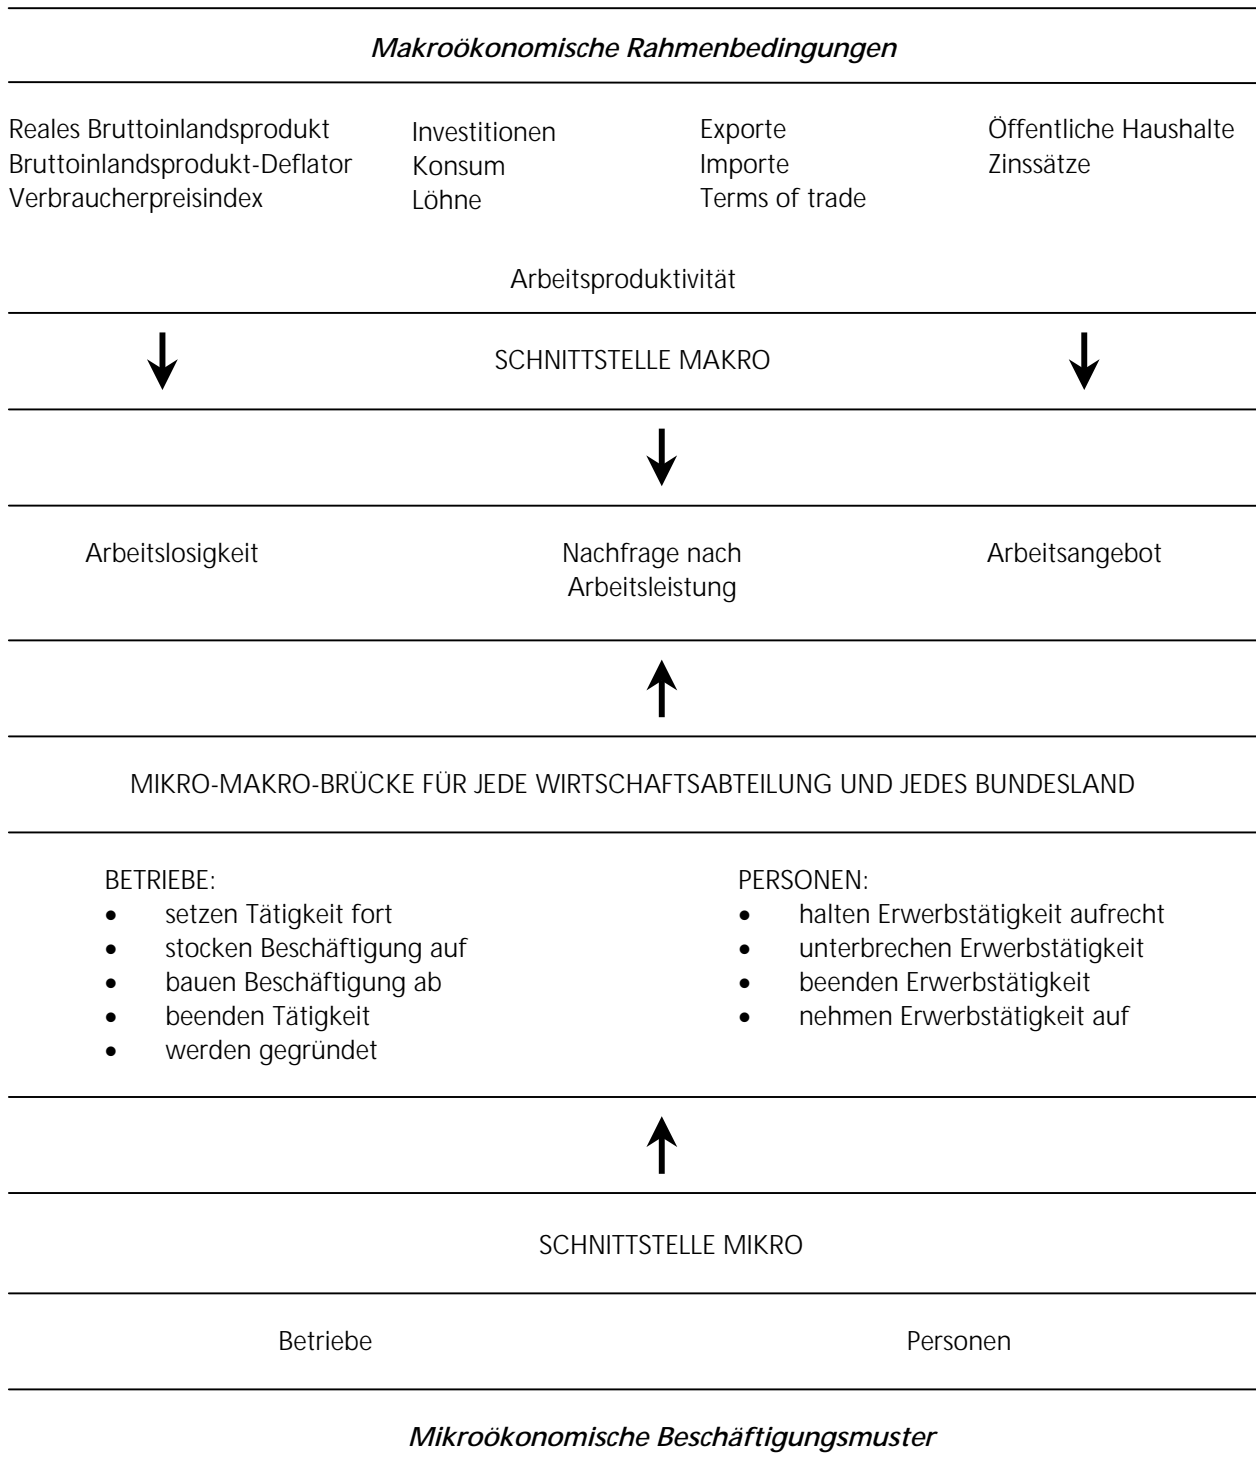 Makroökonomische Rahmenbedingungen
Reales Bruttoinlandsprodukt
Bruttoinlandsprodukt-Deflator
Verbraucherpreisindex
Investitionen
Konsum
Löhne
Exporte
Importe
Terms of trade
Öffentliche Haushalte
Zinssätze
Arbeitsproduktivität
SCHNITTSTELLE MAKRO
Arbeitslosigkeit
Nachfrage nach
Arbeitsleistung
Arbeitsangebot
MIKRO-MAKRO-BRÜCKE FÜR JEDE WIRTSCHAFTSABTEILUNG UND JEDES BUNDESLAND
BETRIEBE:
• setzen Tätigkeit fort
• stocken Beschäftigung auf
• bauen Beschäftigung ab
• beenden Tätigkeit
• werden gegründet
PERSONEN:
• halten Erwerbstätigkeit aufrecht
• unterbrechen Erwerbstätigkeit
• beenden Erwerbstätigkeit
• nehmen Erwerbstätigkeit auf
SCHNITTSTELLE MIKRO
Betriebe
Personen
Mikroökonomische Beschäftigungsmuster